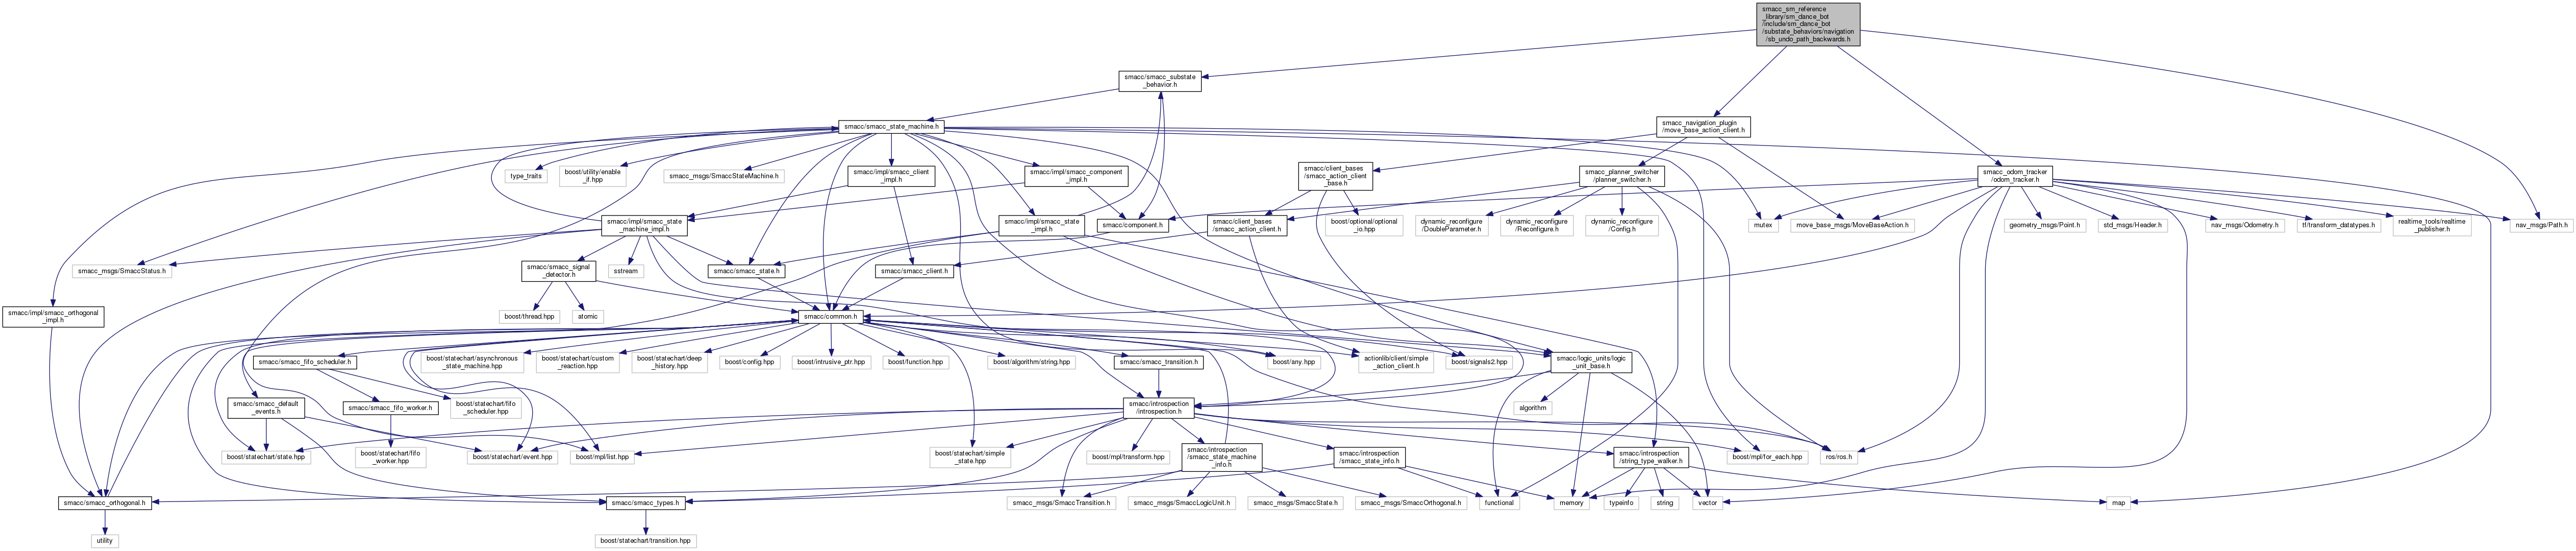 smacc_sm_reference
_library/sm_dance_bot
/include/sm_dance_bot
/substate_behaviors/navigation
/sb_undo_path_backwards.h
smacc/smacc_substate
_behavior.h
smacc/smacc_state_machine.h
smacc_navigation_plugin
/move_base_action_client.h
type_traits
boost/utility/enable
_if.hpp
smacc_msgs/SmaccStateMachine.h
smacc/impl/smacc_client
_impl.h
smacc/impl/smacc_component
_impl.h
smacc/client_bases
/smacc_action_client
_base.h
smacc_planner_switcher
/planner_switcher.h
smacc_odom_tracker
/odom_tracker.h
smacc/impl/smacc_state
_machine_impl.h
smacc/impl/smacc_state
_impl.h
smacc/component.h
smacc/client_bases
/smacc_action_client.h
boost/optional/optional
_io.hpp
dynamic_reconfigure
/DoubleParameter.h
dynamic_reconfigure
/Reconfigure.h
dynamic_reconfigure
/Config.h
mutex
move_base_msgs/MoveBaseAction.h
geometry_msgs/Point.h
std_msgs/Header.h
nav_msgs/Odometry.h
tf/transform_datatypes.h
realtime_tools/realtime
_publisher.h
nav_msgs/Path.h
smacc_msgs/SmaccStatus.h
smacc/smacc_signal
_detector.h
sstream
smacc/smacc_state.h
smacc/smacc_client.h
smacc/impl/smacc_orthogonal
_impl.h
boost/thread.hpp
atomic
smacc/common.h
smacc/smacc_fifo_scheduler.h
boost/statechart/asynchronous
_state_machine.hpp
boost/statechart/custom
_reaction.hpp
boost/statechart/deep
_history.hpp
boost/config.hpp
boost/intrusive_ptr.hpp
boost/function.hpp
boost/algorithm/string.hpp
smacc/smacc_transition.h
boost/any.hpp
actionlib/client/simple
_action_client.h
boost/signals2.hpp
smacc/logic_units/logic
_unit_base.h
smacc/smacc_default
_events.h
smacc/smacc_fifo_worker.h
boost/statechart/fifo
_scheduler.hpp
smacc/introspection
/introspection.h
algorithm
boost/statechart/state.hpp
boost/statechart/fifo
_worker.hpp
boost/statechart/event.hpp
boost/mpl/list.hpp
boost/statechart/simple
_state.hpp
boost/mpl/transform.hpp
smacc/introspection
/smacc_state_machine
_info.h
smacc/introspection
/smacc_state_info.h
smacc/introspection
/string_type_walker.h
boost/mpl/for_each.hpp
ros/ros.h
smacc/smacc_orthogonal.h
smacc/smacc_types.h
smacc_msgs/SmaccTransition.h
smacc_msgs/SmaccLogicUnit.h
smacc_msgs/SmaccState.h
smacc_msgs/SmaccOrthogonal.h
functional
memory
typeinfo
string
vector
map
utility
boost/statechart/transition.hpp